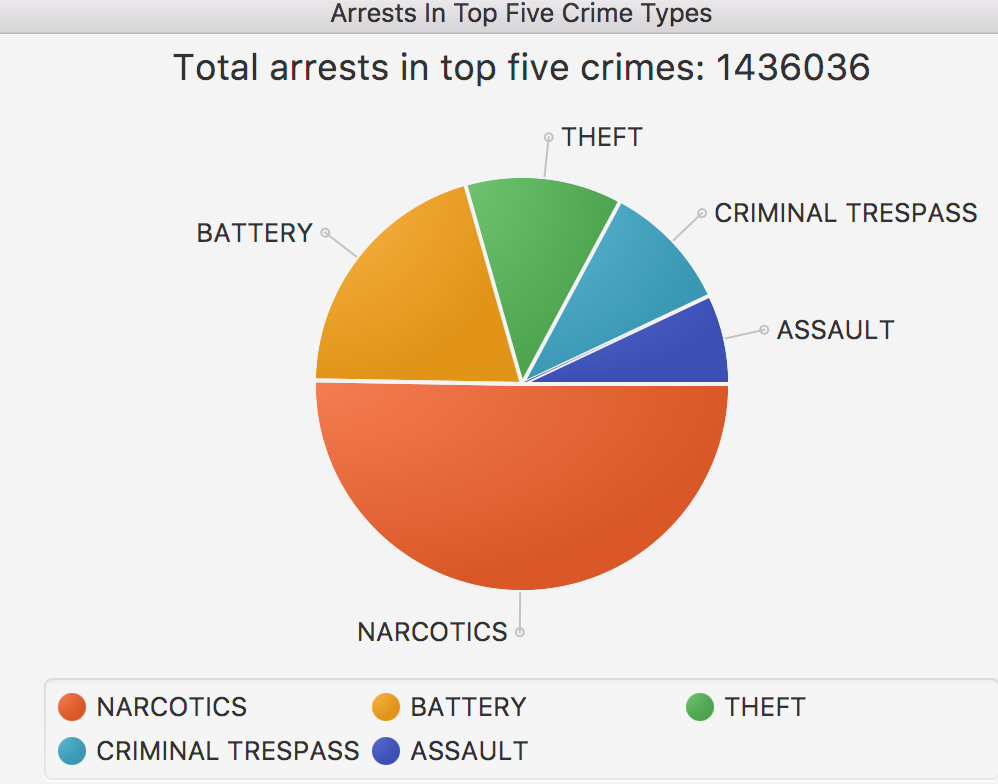 Arrests In Top Five Crime Types
Total arrests in top five crimes: 1436036
THEFT
CRIMINAL TRESPASS
BATTERY
ASSAULT
NARCOTICS
NARCOTICS BATTERY THEFT
CRIMINAL TRESPASS ASSAULT